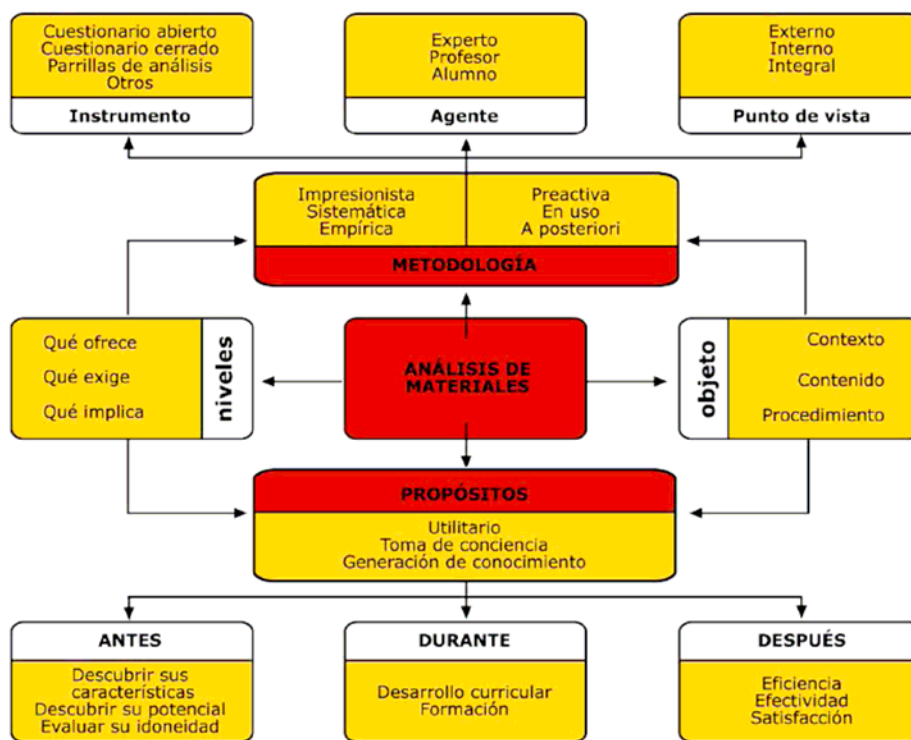 Cuestionario abierto
Cuestionario cerrado
Parrillas de análisis
Otros
Instrumento
Experto
Profesor
Alumno
Agente
Externo
Interno
Integral
Punto de vista
Impresionista
Sistemática
Empírica
Preactiva
En uso
A posteriori
METODOLOGÍA
Qué ofrece
Qué exige
Qué implica
niveles
ANÁLISIS DE
MATERIALES
objeto
Contexto
Contenido
Procedimiento
PROPÓSITOS
Utilitario
Toma de conciencia
Generación de conocimiento
ANTES
Descubrir sus
características
Descubrir su potencial
Evaluar su idoneidad
DURANTE
Desarrollo curricular
Formación
DESPUÉS
Eficiencia
Efectividad
Satisfacción